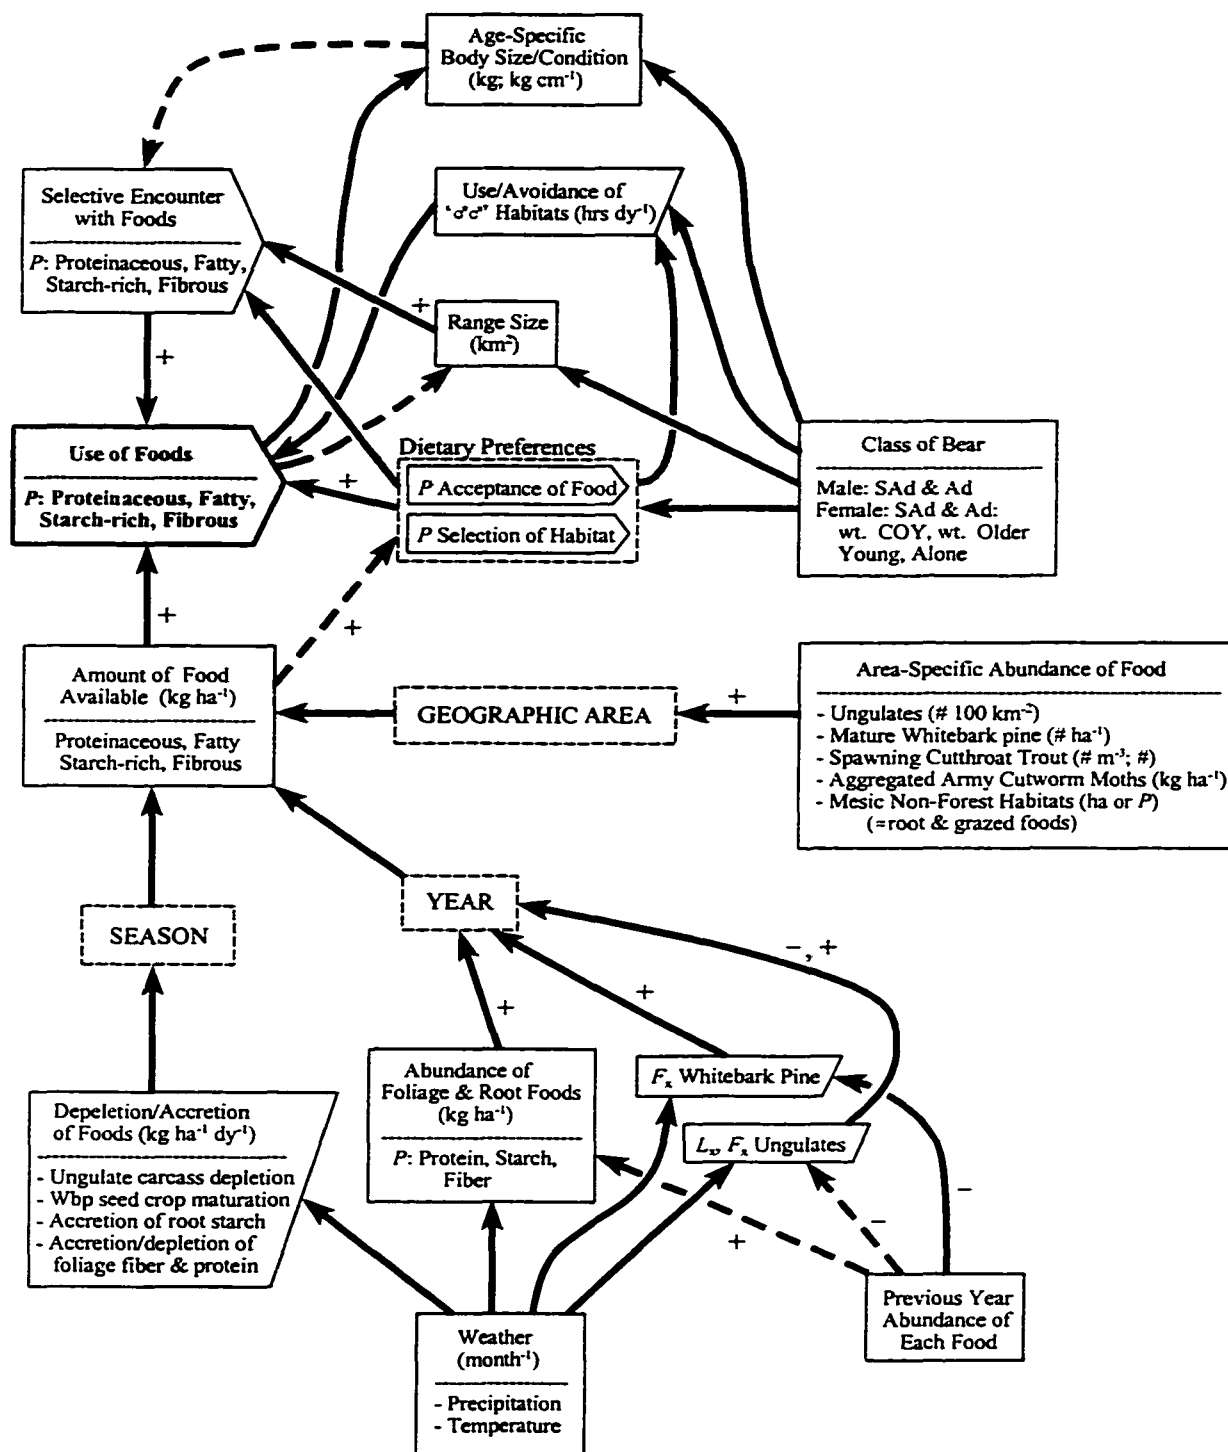 Age-Specific
Body Size/Condition
(kg; kg cm⁻¹)
Selective Encounter
with Foods
P: Proteinaceous, Fatty,
Starch-rich, Fibrous
Use/Avoidance of
'♂♂' Habitats (hrs dy⁻¹)
+
Range Size
(km²)
+
Use of Foods
P: Proteinaceous, Fatty,
Starch-rich, Fibrous
+
Dietary Preferences
P Acceptance of Food
P Selection of Habitat
Class of Bear
Male: SAd & Ad
Female: SAd & Ad:
wt. COY, wt. Older
Young, Alone
+
+
Amount of Food
Available (kg ha⁻¹)
Proteinaceous, Fatty
Starch-rich, Fibrous
GEOGRAPHIC AREA
+
Area-Specific Abundance of Food
- Ungulates (# 100 km⁻²)
- Mature Whitebark pine (# ha⁻¹)
- Spawning Cutthroat Trout (# m⁻³; #)
- Aggregated Army Cutworm Moths (kg ha⁻¹)
- Mesic Non-Forest Habitats (ha or P)
(=root & grazed foods)
YEAR
SEASON
-, +
+
+
Depeletion/Accretion
of Foods (kg ha⁻¹ dy⁻¹)
- Ungulate carcass depletion
- Wbp seed crop maturation
- Accretion of root starch
- Accretion/depletion of
foliage fiber & protein
Abundance of
Foliage & Root Foods
(kg ha⁻¹)
P: Protein, Starch,
Fiber
Fₓ Whitebark Pine
Lₓ, Fₓ Ungulates
-
-
+
Previous Year
Abundance of
Each Food
Weather
(month⁻¹)
- Precipitation
- Temperature